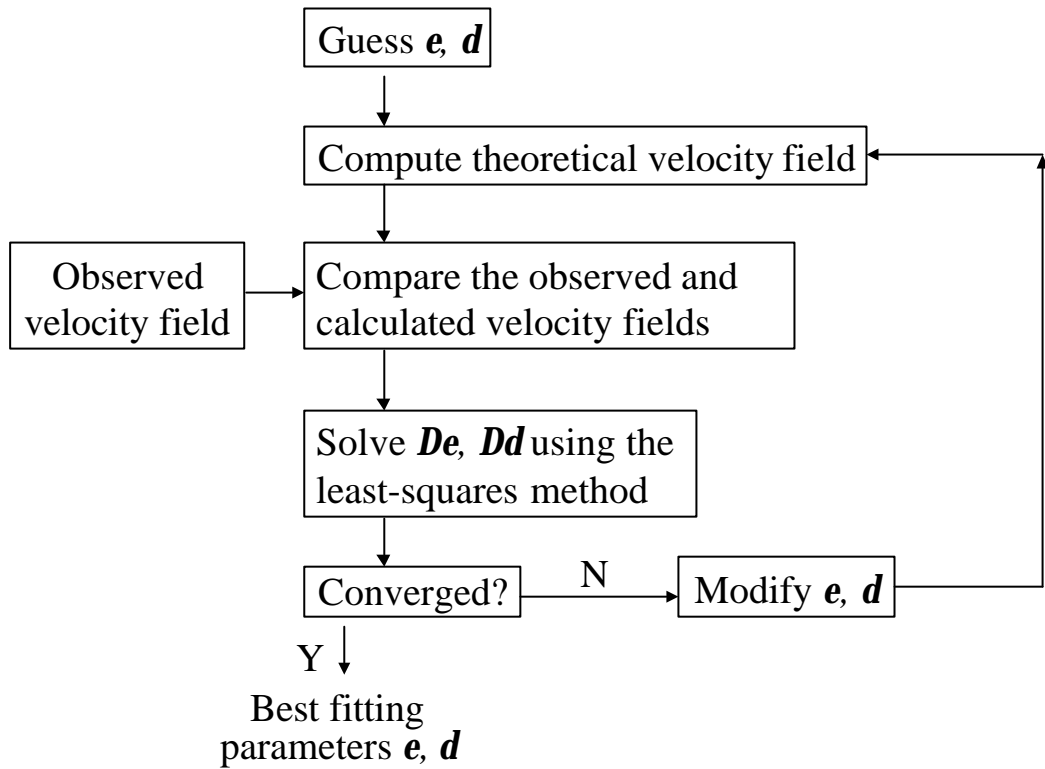 Guess e, d
Compute theoretical velocity field
Observed
velocity field
Compare the observed and
calculated velocity fields
Solve De, Dd using the
least-squares method
Converged?
N
Modify e, d
Y
Best fitting
parameters e, d